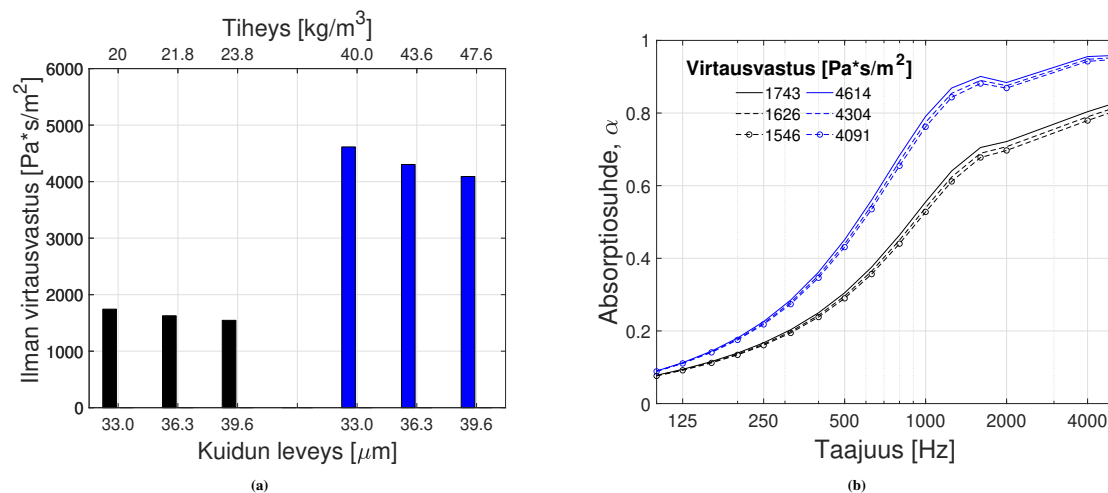 Tiheys [kg/m³]
20 21.8 23.8 40.0 43.6 47.6
6000
5000
4000
3000
2000
1000
0
Ilman virtausvastus [Pa*s/m²]
33.0 36.3 39.6 33.0 36.3 39.6
Kuidun leveys [μm]
(a)
Virtausvastus [Pa*s/m²]
1743 4614
1626 4304
1546 4091
1
0.8
0.6
0.4
0.2
0
Absorptiosuhde, α
125 250 500 1000 2000 4000
Taajuus [Hz]
(b)